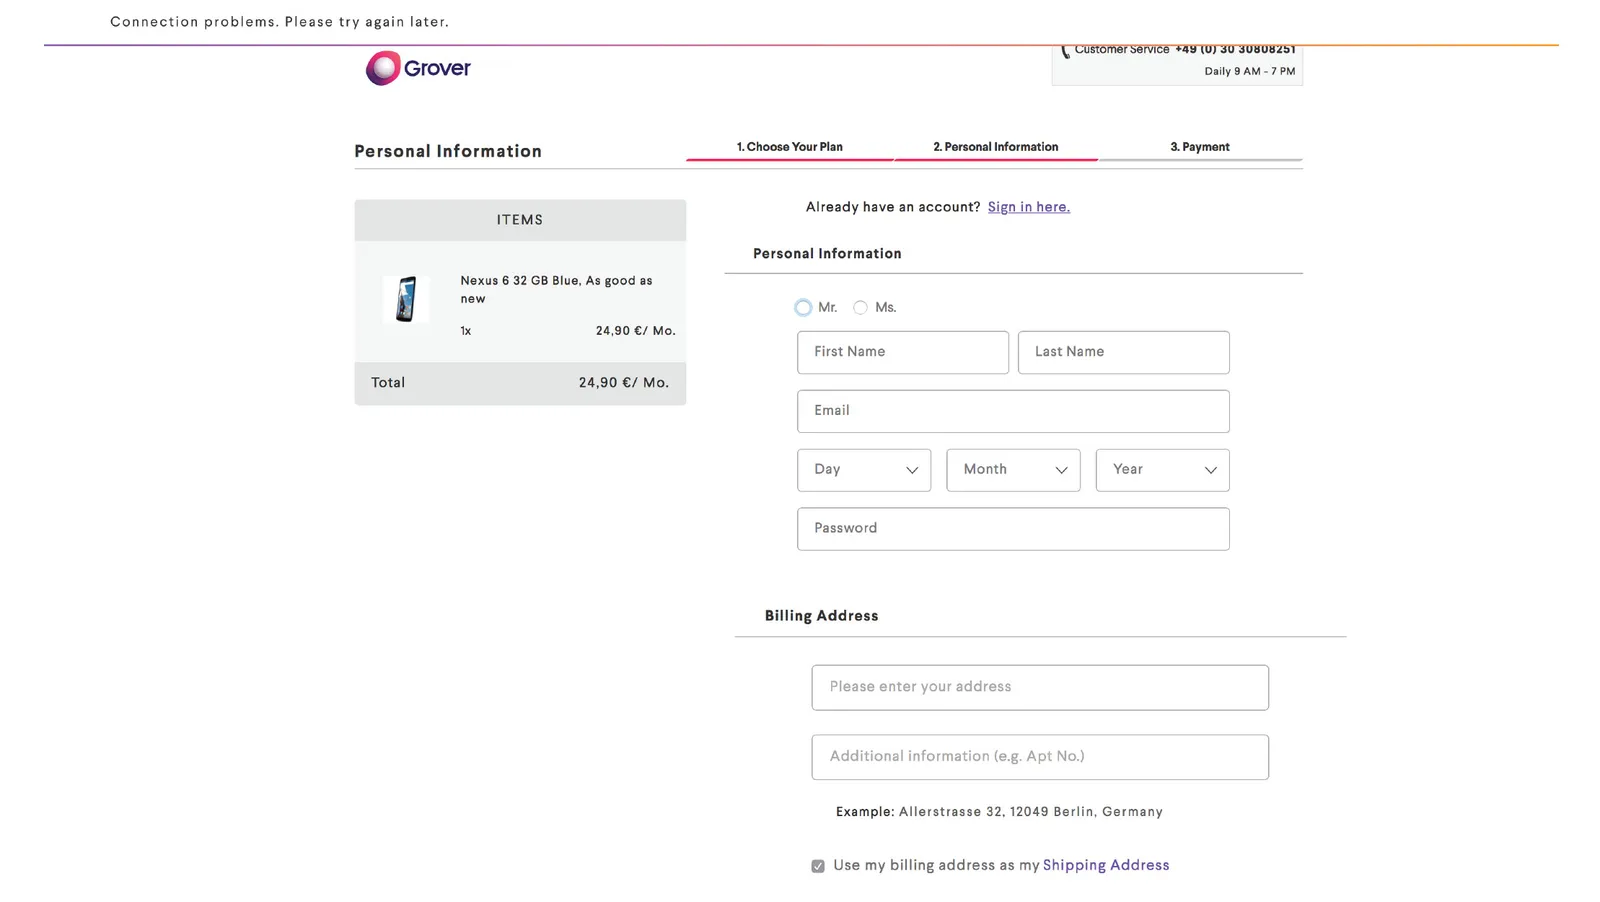 Connection problems. Please try again later.
Grover
Customer Service +49 (0) 30 30808251
Daily 9 AM - 7 PM
Personal Information
1. Choose Your Plan
2. Personal Information
3. Payment
ITEMS
Nexus 6 32 GB Blue, As good as
new
1x 24,90 €/ Mo.
Total 24,90 €/ Mo.
Already have an account? Sign in here.
Personal Information
Mr. Ms.
First Name Last Name
Email
Day Month Year
Password
Billing Address
Please enter your address
Additional information (e.g. Apt No.)
Example: Allerstrasse 32, 12049 Berlin, Germany
Use my billing address as my Shipping Address